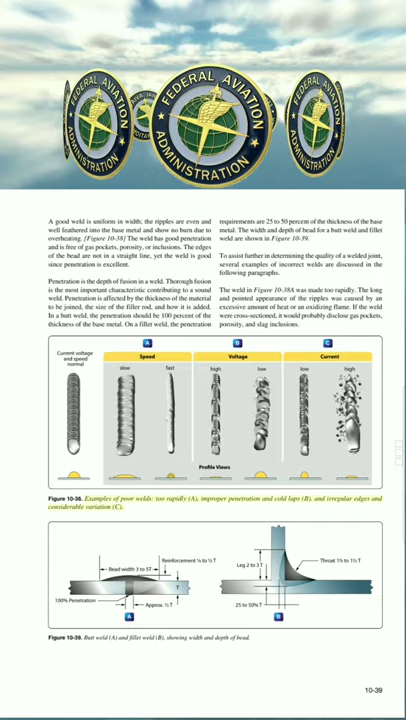 FEDERAL AVIATION
ADMINISTRATION
FEDERAL AVIATION
ADMINISTRATION
FEDERAL AVIATION
ADMINISTRATION
A good weld is uniform in width; the ripples are even and
well feathered into the base metal and show no burn due to
overheating. [Figure 10-38] The weld has good penetration
and is free of gas pockets, porosity, or inclusions. The edges
of the bead are not in a straight line, yet the weld is good
since penetration is excellent.
Penetration is the depth of fusion in a weld. Thorough fusion
is the most important characteristic contributing to a sound
weld. Penetration is affected by the thickness of the material
to be joined, the size of the filler rod, and how it is added.
In a butt weld, the penetration should be 100 percent of the
thickness of the base metal. On a fillet weld, the penetration
requirements are 25 to 50 percent of the thickness of the base
metal. The width and depth of bead for a butt weld and fillet
weld are shown in Figure 10-39.
To assist further in determining the quality of a welded joint,
several examples of incorrect welds are discussed in the
following paragraphs.
The weld in Figure 10-38A was made too rapidly. The long
and pointed appearance of the ripples was caused by an
excessive amount of heat or an oxidizing flame. If the weld
were cross-sectioned, it would probably disclose gas pockets,
porosity, and slag inclusions.
A B C
Current voltage
and speed
normal
Speed Voltage Current
slow fast high low low high
Profile Views
Figure 10-38. Examples of poor welds: too rapidly (A), improper penetration and cold laps (B), and irregular edges and
considerable variation (C).
Bead width 3 to 5T
100% Penetration
Approx. ½ T
T
A
Leg 2 to 3 T
25 to 50% T
B
Figure 10-39. Butt weld (A) and fillet weld (B), showing width and depth of bead.
10-39